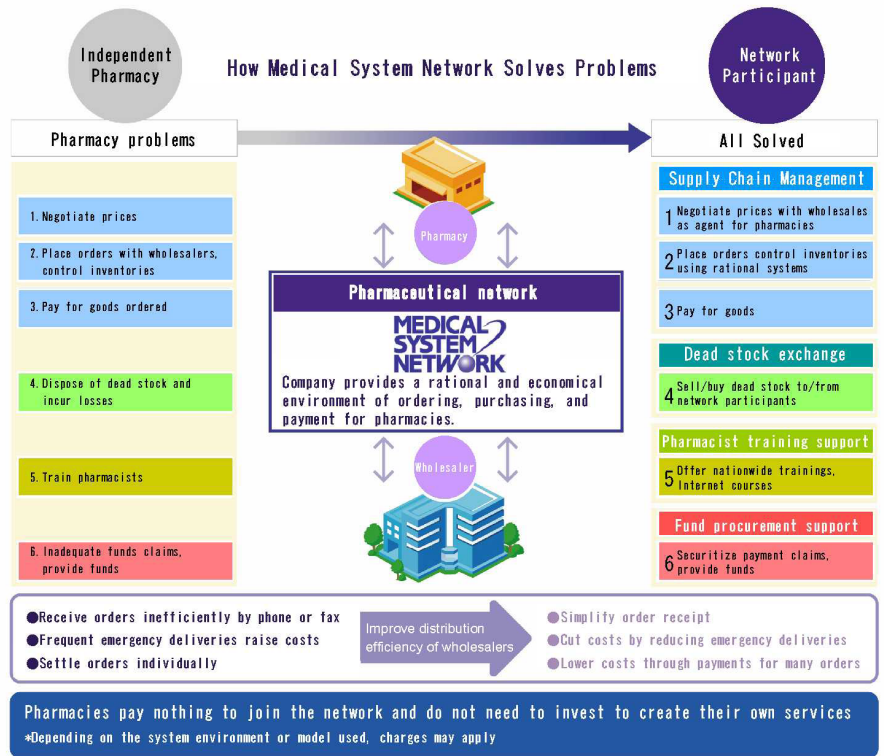 Independent
Pharmacy
How Medical System Network Solves Problems
Network
Participant
Pharmacy problems
All Solved
1. Negotiate prices
2. Place orders with wholesalers,
control inventories
3. Pay for goods ordered
4. Dispose of dead stock and
incur losses
5. Train pharmacists
6. Inadequate funds claims,
provide funds
Pharmacy
Pharmaceutical network
MEDICAL
SYSTEM
NETWORK
Company provides a rational and economical
environment of ordering, purchasing, and
payment for pharmacies.
Wholesaler
Supply Chain Management
1 Negotiate prices with wholesales
as agent for pharmacies
2 Place orders control inventories
using rational systems
3 Pay for goods
Dead stock exchange
4 Sell/buy dead stock to/from
network participants
Pharmacist training support
5 Offer nationwide trainings,
Internet courses
Fund procurement support
6 Securitize payment claims,
provide funds
●Receive orders inefficiently by phone or fax
●Frequent emergency deliveries raise costs
●Settle orders individually
Improve distribution
efficiency of wholesalers
●Simplify order receipt
●Cut costs by reducing emergency deliveries
●Lower costs through payments for many orders
Pharmacies pay nothing to join the network and do not need to invest to create their own services
*Depending on the system environment or model used, charges may apply